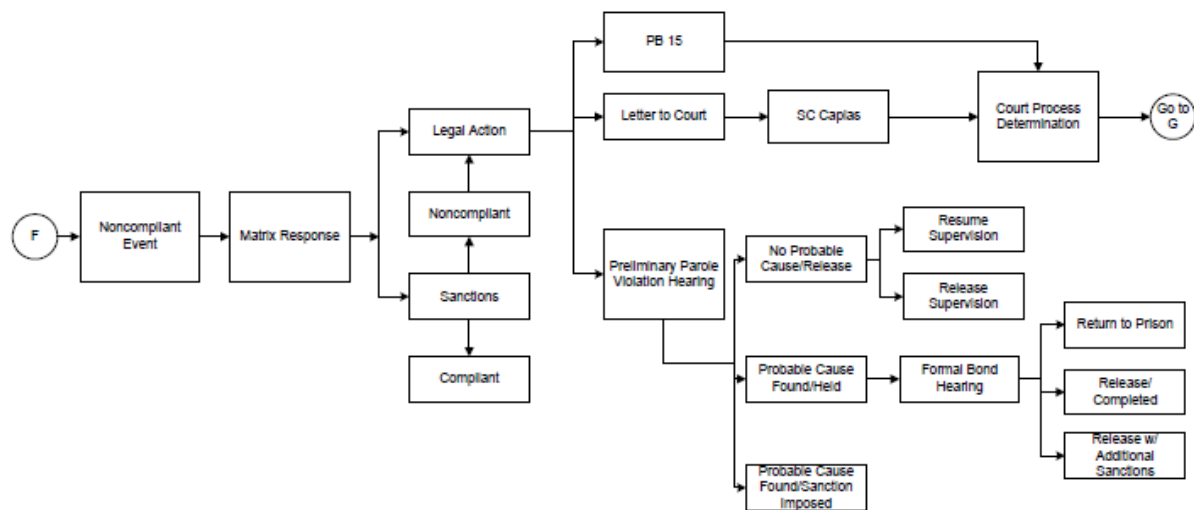 PB 15
Legal Action
Letter to Court
SC Capias
Court Process
Determination
Go to
G
F
Noncompliant
Event
Matrix Response
Noncompliant
Sanctions
Compliant
Preliminary Parole
Violation Hearing
No Probable
Cause/Release
Resume
Supervision
Release
Supervision
Probable Cause
Found/Held
Formal Bond
Hearing
Return to Prison
Release/
Completed
Release w/
Additional
Sanctions
Probable Cause
Found/Sanction
Imposed